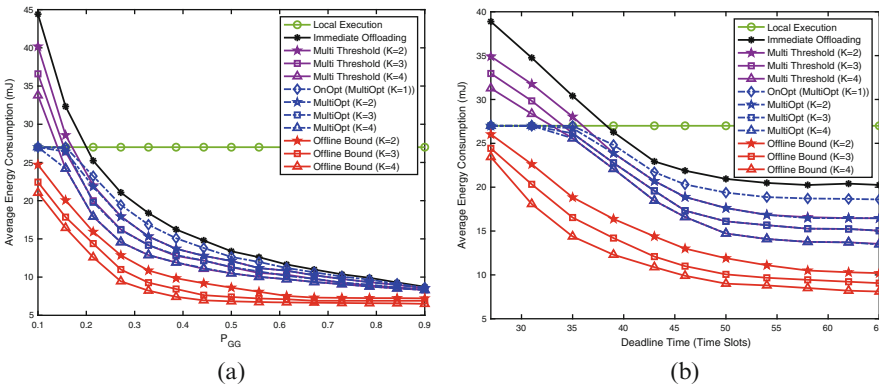 45
40
35
30
25
20
15
10
5
Average Energy Consumption (mJ)
0.1 0.2 0.3 0.4 0.5 0.6 0.7 0.8 0.9
P_GG
Local Execution
Immediate Offloading
Multi Threshold (K=2)
Multi Threshold (K=3)
Multi Threshold (K=4)
OnOpt (MultiOpt (K=1))
MultiOpt (K=2)
MultiOpt (K=3)
MultiOpt (K=4)
Offline Bound (K=2)
Offline Bound (K=3)
Offline Bound (K=4)
(a)
40
35
30
25
20
15
10
5
Average Energy Consumption (mJ)
30 35 40 45 50 55 60
Deadline Time (Time Slots)
Local Execution
Immediate Offloading
Multi Threshold (K=2)
Multi Threshold (K=3)
Multi Threshold (K=4)
OnOpt (MultiOpt (K=1))
MultiOpt (K=2)
MultiOpt (K=3)
MultiOpt (K=4)
Offline Bound (K=2)
Offline Bound (K=3)
Offline Bound (K=4)
(b)